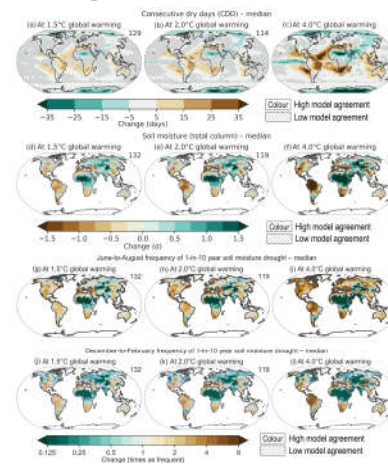 Consecutive dry days (CDD) – median
(a) At 1.5°C global warming 129
(b) At 2.0°C global warming 114
(c) At 4.0°C global warming
−35 −25 −15 −5 5 15 25 35
Change (days)
Colour High model agreement
Low model agreement
Soil moisture (total column) – median
(d) At 1.5°C global warming 132
(e) At 2.0°C global warming 119
(f) At 4.0°C global warming
−1.5 −1.0 −0.5 0.0 0.5 1.0 1.5
Change (σ)
Colour High model agreement
Low model agreement
June-to-August frequency of 1-in-10 year soil moisture drought – median
(g) At 1.5°C global warming 132
(h) At 2.0°C global warming 119
(i) At 4.0°C global warming
December-to-February frequency of 1-in-10 year soil moisture drought – median
(j) At 1.5°C global warming 132
(k) At 2.0°C global warming 119
(l) At 4.0°C global warming
0.125 0.25 0.5 1 2 4 8
Change (times as frequent)
Colour High model agreement
Low model agreement